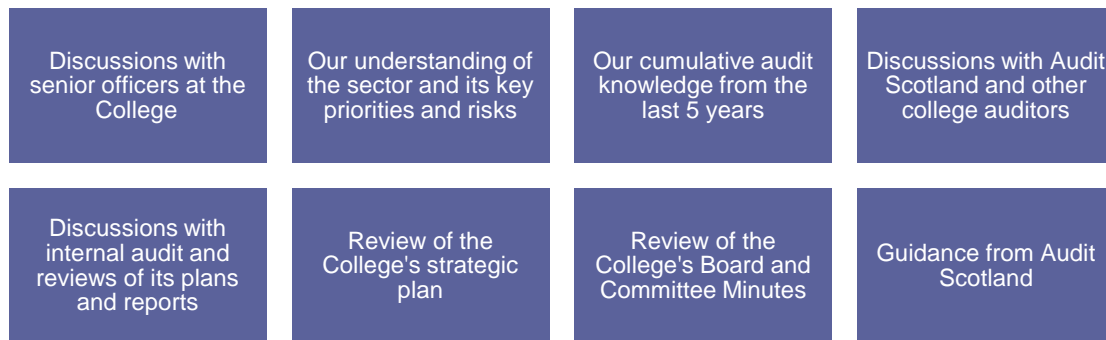 Discussions with
senior officers at the
College
Our understanding of
the sector and its key
priorities and risks
Our cumulative audit
knowledge from the
last 5 years
Discussions with Audit
Scotland and other
college auditors
Discussions with
internal audit and
reviews of its plans
and reports
Review of the
College's strategic
plan
Review of the
College's Board and
Committee Minutes
Guidance from Audit
Scotland